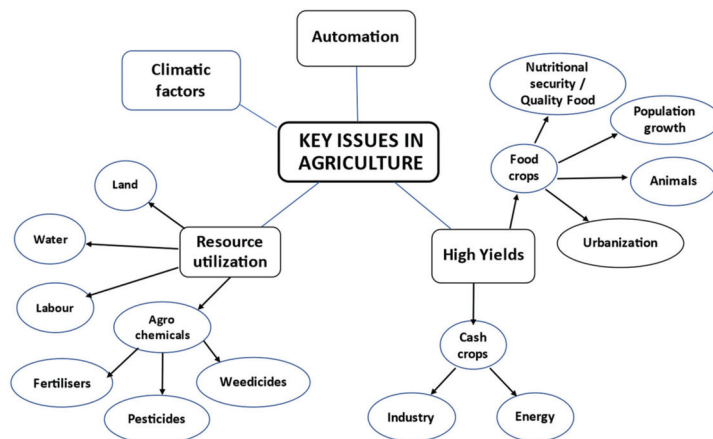 Automation
Climatic
factors
KEY ISSUES IN
AGRICULTURE
Nutritional
security /
Quality Food
Population
growth
Food
crops
Animals
Urbanization
Land
Water
Resource
utilization
Labour
High Yields
Agro
chemicals
Fertilisers
Pesticides
Weedicides
Cash
crops
Industry
Energy